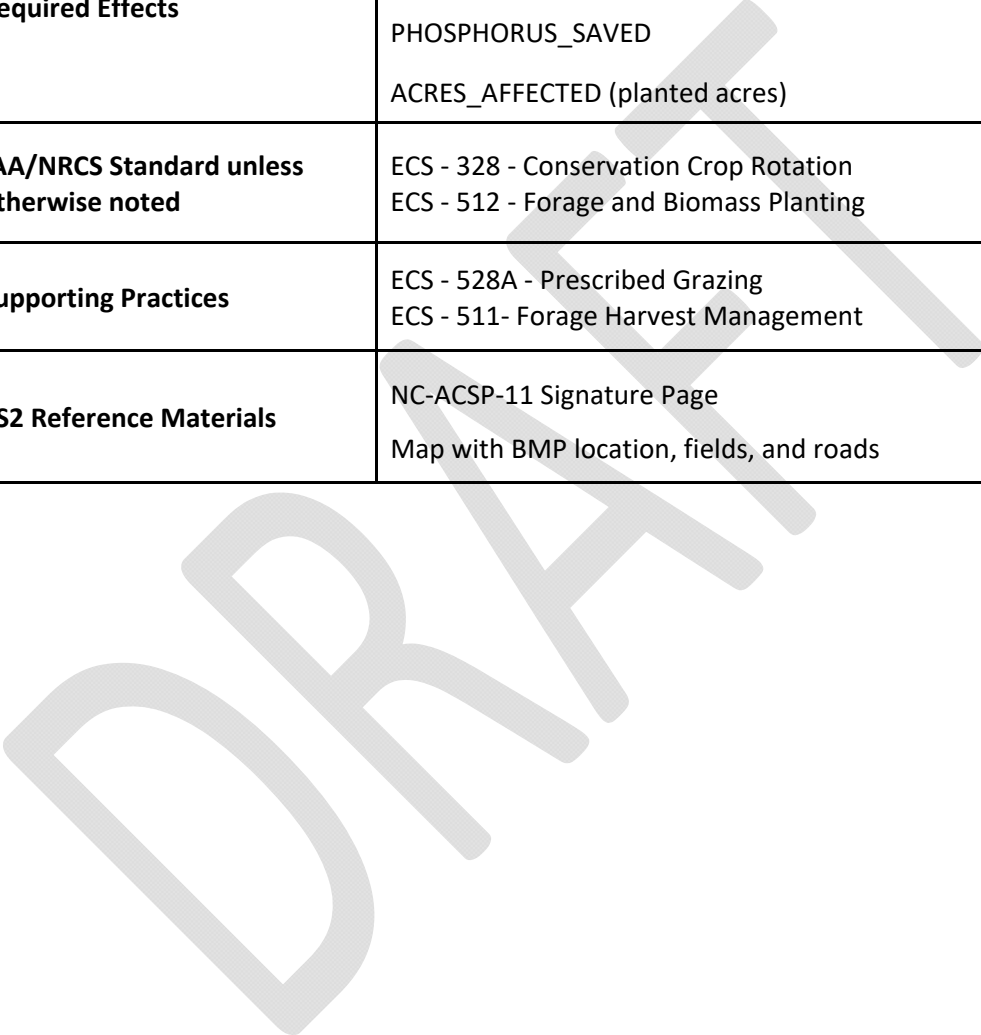 equired Effects
PHOSPHORUS_SAVED
ACRES_AFFECTED (planted acres)
AA/NRCS Standard unless
therwise noted
ECS - 328 - Conservation Crop Rotation
ECS - 512 - Forage and Biomass Planting
upporting Practices
ECS - 528A - Prescribed Grazing
ECS - 511- Forage Harvest Management
S2 Reference Materials
NC-ACSP-11 Signature Page
Map with BMP location, fields, and roads
DRAFT